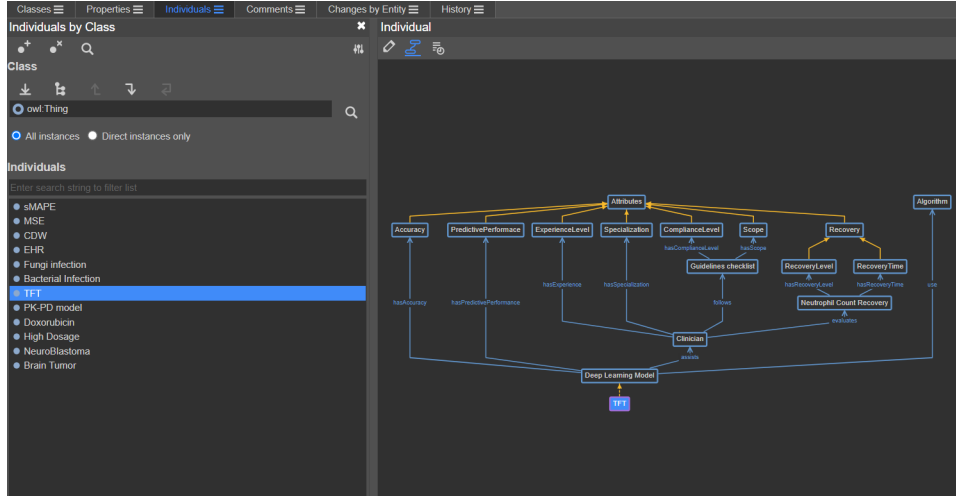 Classes Properties Individuals Comments Changes by Entity History
Individuals by Class
Individual
Class
owl:Thing
All instances Direct instances only
Individuals
Enter search string to filter list
sMAPE
MSE
CDW
EHR
Fungi infection
Bacterial Infection
TFT
PK-PD model
Doxorubicin
High Dosage
NeuroBlastoma
Brain Tumor
Attributes Algorithm
Accuracy PredictivePerformace ExperienceLevel Specialization ComplianceLevel Scope Recovery
hasComplianceLevel hasScope
Guidelines checklist RecoveryLevel RecoveryTime
hasExperience hasSpecialization hasRecoveryLevel hasRecoveryTime use
hasAccuracy hasPredictivePerformance follows Neutrophil Count Recovery
evaluates
Clinician
assists
Deep Learning Model
TFT